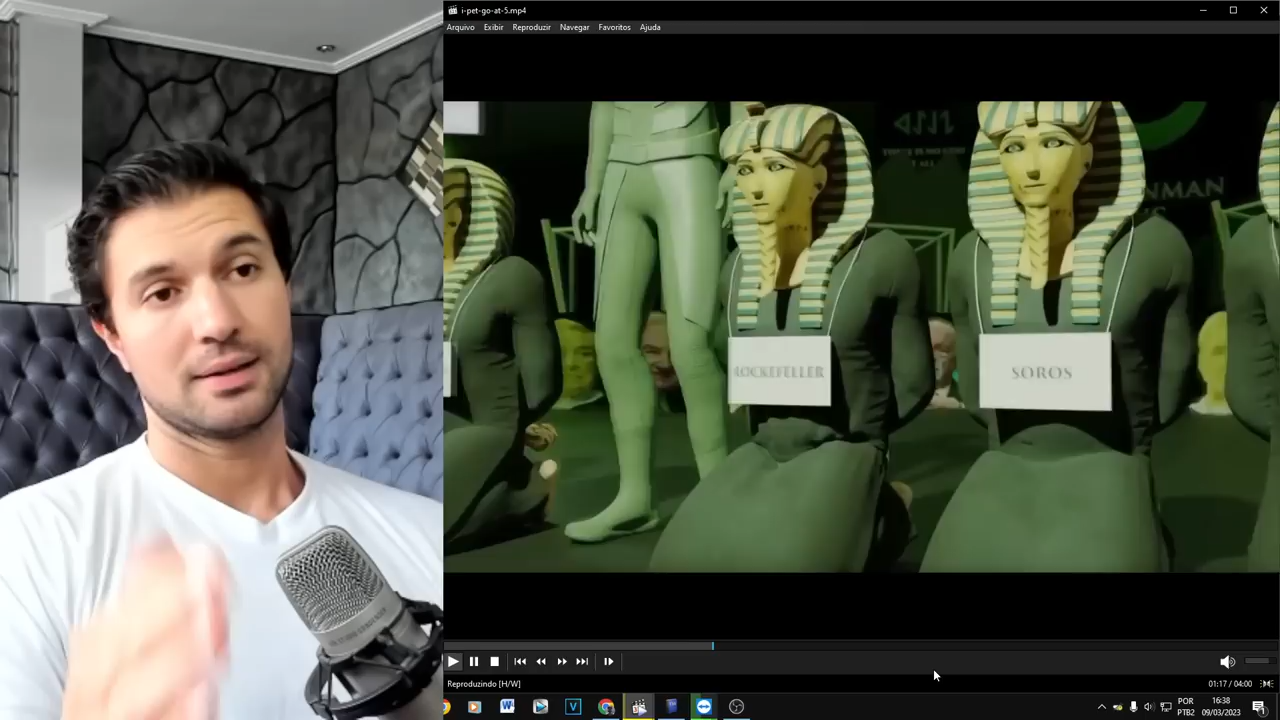 i-pet-go-at-5.mp4
Arquivo Exibir Reproduzir Navegar Favoritos Ajuda
ROCKEFELLER
SOROS
Reproduzindo [H/W]
01:17 / 04:00
POR
PTB2
16:38
09/03/2023